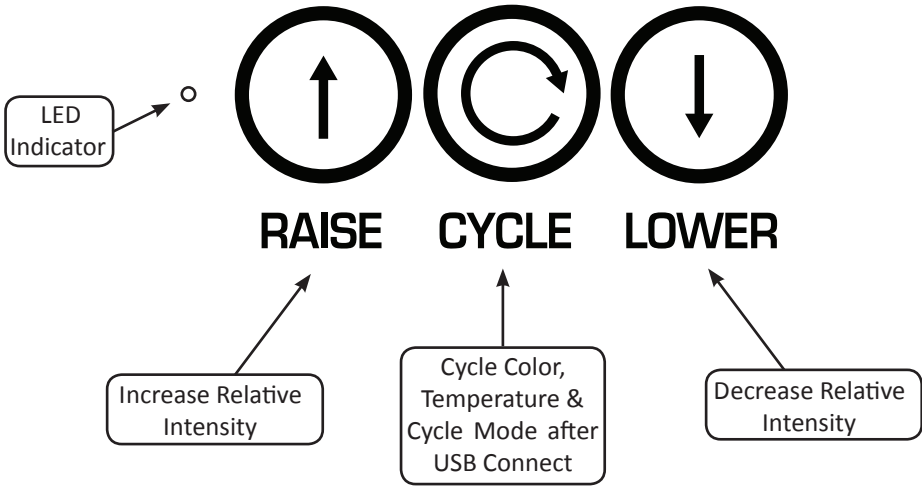 LED
Indicator
RAISE
CYCLE
LOWER
Increase Relative
Intensity
Cycle Color,
Temperature &
Cycle Mode after
USB Connect
Decrease Relative
Intensity